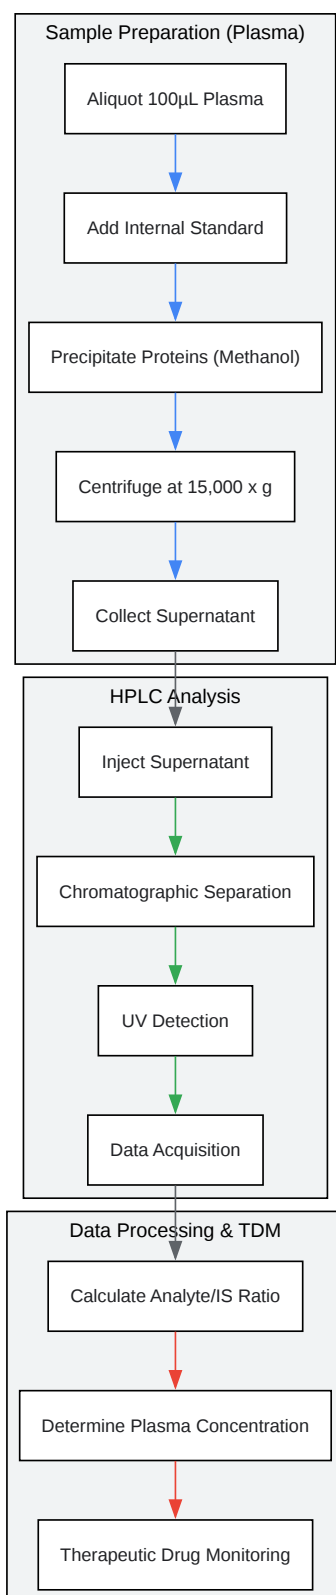 Sample Preparation (Plasma)
Aliquot 100µL Plasma
Add Internal Standard
Precipitate Proteins (Methanol)
Centrifuge at 15,000 x g
Collect Supernatant
HPLC Analysis
Inject Supernatant
Chromatographic Separation
UV Detection
Data Acquisition
Data Processing & TDM
Calculate Analyte/IS Ratio
Determine Plasma Concentration
Therapeutic Drug Monitoring